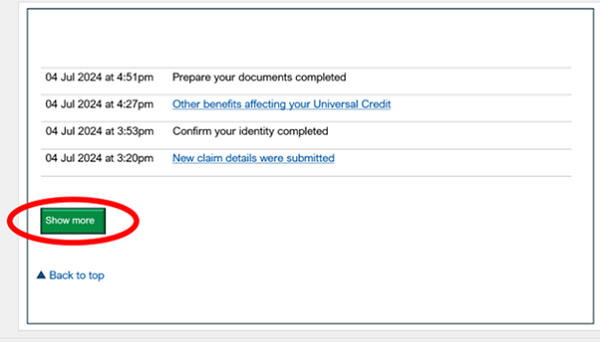 04 Jul 2024 at 4:51pm Prepare your documents completed
04 Jul 2024 at 4:27pm Other benefits affecting your Universal Credit
04 Jul 2024 at 3:53pm Confirm your identity completed
04 Jul 2024 at 3:20pm New claim details were submitted
Show more
Back to top